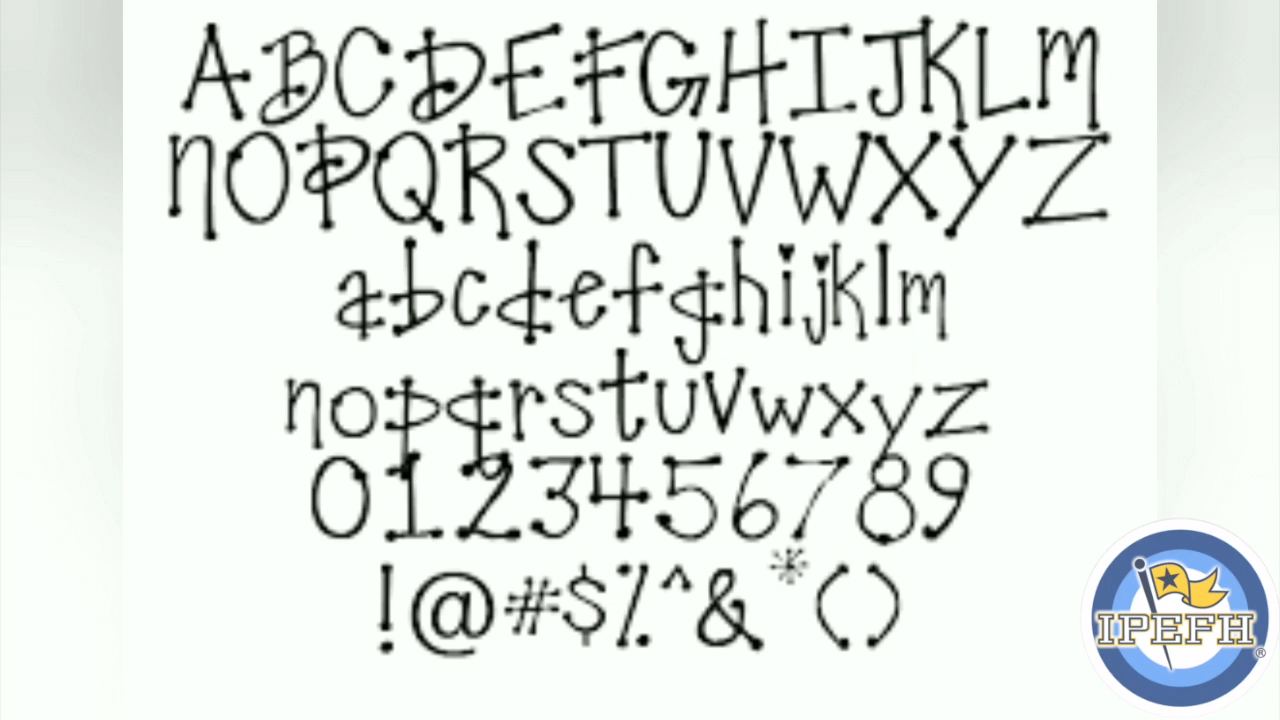 ABCDEFGHIJKLM
NOPQRSTUVWXYZ
abcdefghijklm
nopqrstuvwxyz
0123456789
!@#$%^&*()
IPEFH®